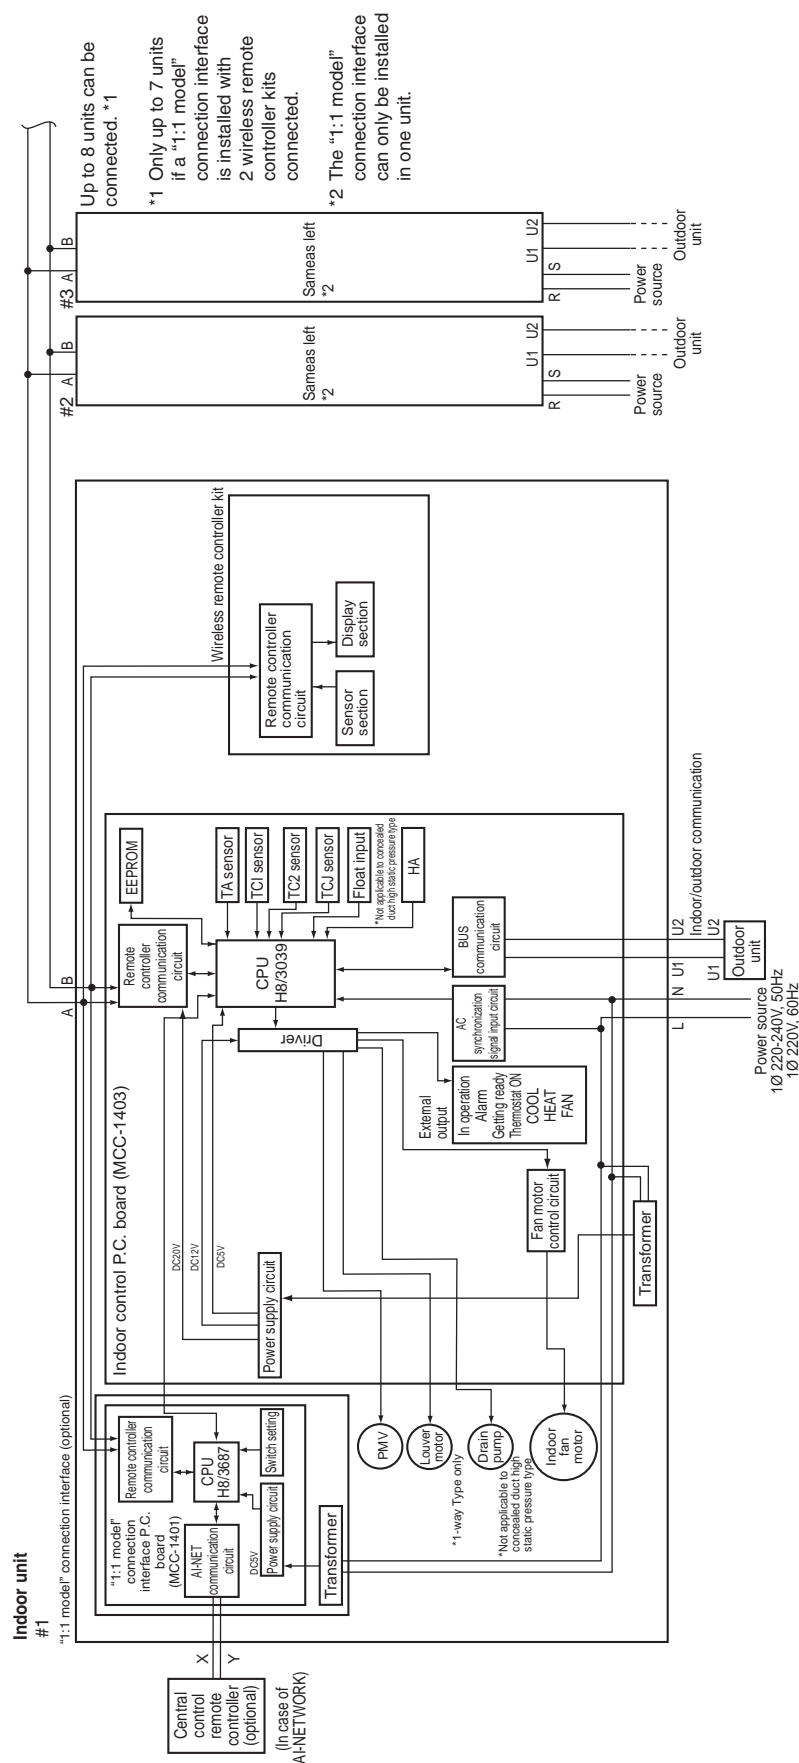 Indoor unit
#1
"1:1 model" connection interface (optional)
Central
control
remote
controller
(optional)
(In case of
AI-NETWORK)
X
Y
"1:1 model"
connection
interface P.C.
board
(MCC-1401)
Remote controller
communication
circuit
CPU
H8/3687
AI-NET
communication
circuit
Switch setting
DC5V
Power supply circuit
Transformer
Indoor control P.C. board (MCC-1403)
DC20V
DC12V
DC5V
Power supply circuit
Remote
controller
communication
circuit
EEPROM
CPU
H8/3039
Driver
TA sensor
TCI sensor
TC2 sensor
TCJ sensor
Float input
*Not applicable to concealed
duct high static pressure type
HA
External
output
In operation
Alarm
Getting ready
Thermostat ON
COOL
HEAT
FAN
AC
synchronization
signal input circuit
BUS
communication
circuit
Fan motor
control circuit
Transformer
PMV
Louver
motor
*1-way Type only
Drain
pump
*Not applicable to
concealed duct high
static pressure type
Indoor
fan
motor
A
B
Wireless remote controller kit
Remote controller
communication
circuit
Sensor
section
Display
section
L
N
U1
U2
Indoor/outdoor communication
U1
U2
Outdoor
unit
Power source
1Ø 220-240V, 50Hz
1Ø 220V, 60Hz
#2
A
B
Sameas left
*2
R
S
U1
U2
Power
source
Outdoor
unit
#3
A
B
Sameas left
*2
R
S
U1
U2
Power
source
Outdoor
unit
Up to 8 units can be
connected. *1
*1 Only up to 7 units
if a "1:1 model"
connection interface
is installed with
2 wireless remote
controller kits
connected.
*2 The "1:1 model"
connection interface
can only be installed
in one unit.